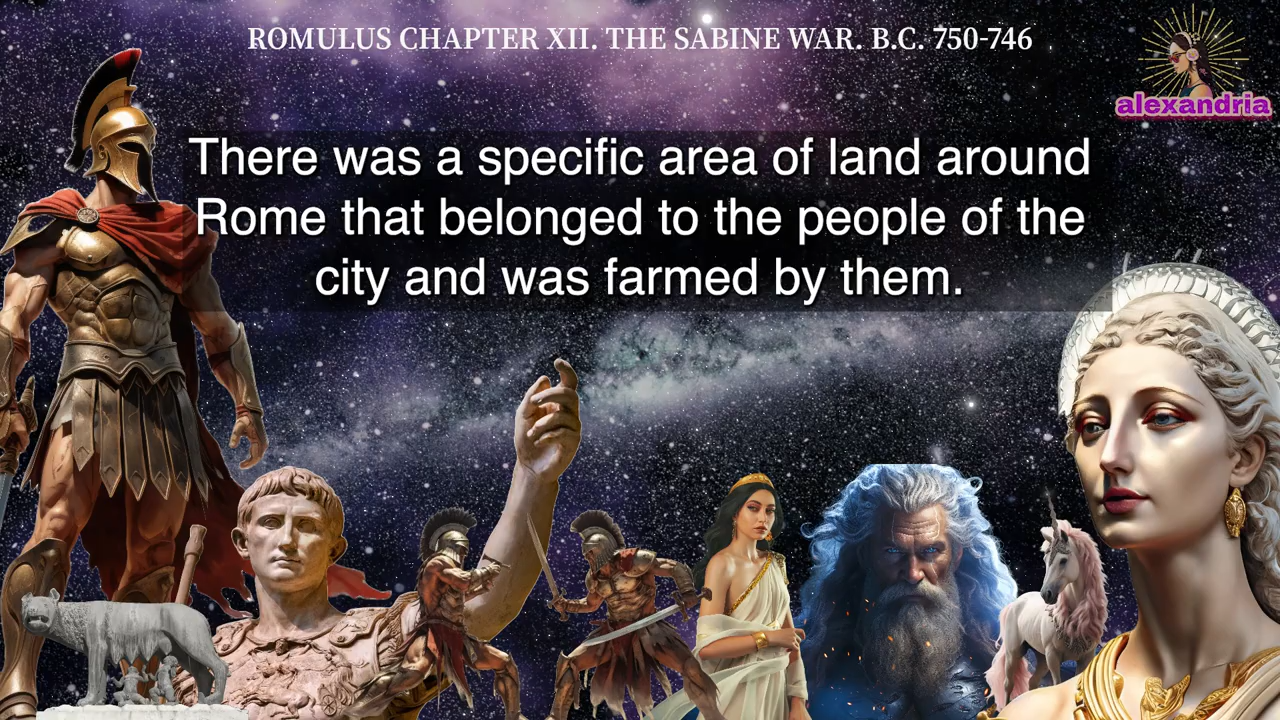 ROMULUS CHAPTER XII. THE SABINE WAR. B.C. 750-746
alexandria
There was a specific area of land around
Rome that belonged to the people of the
city and was farmed by them.